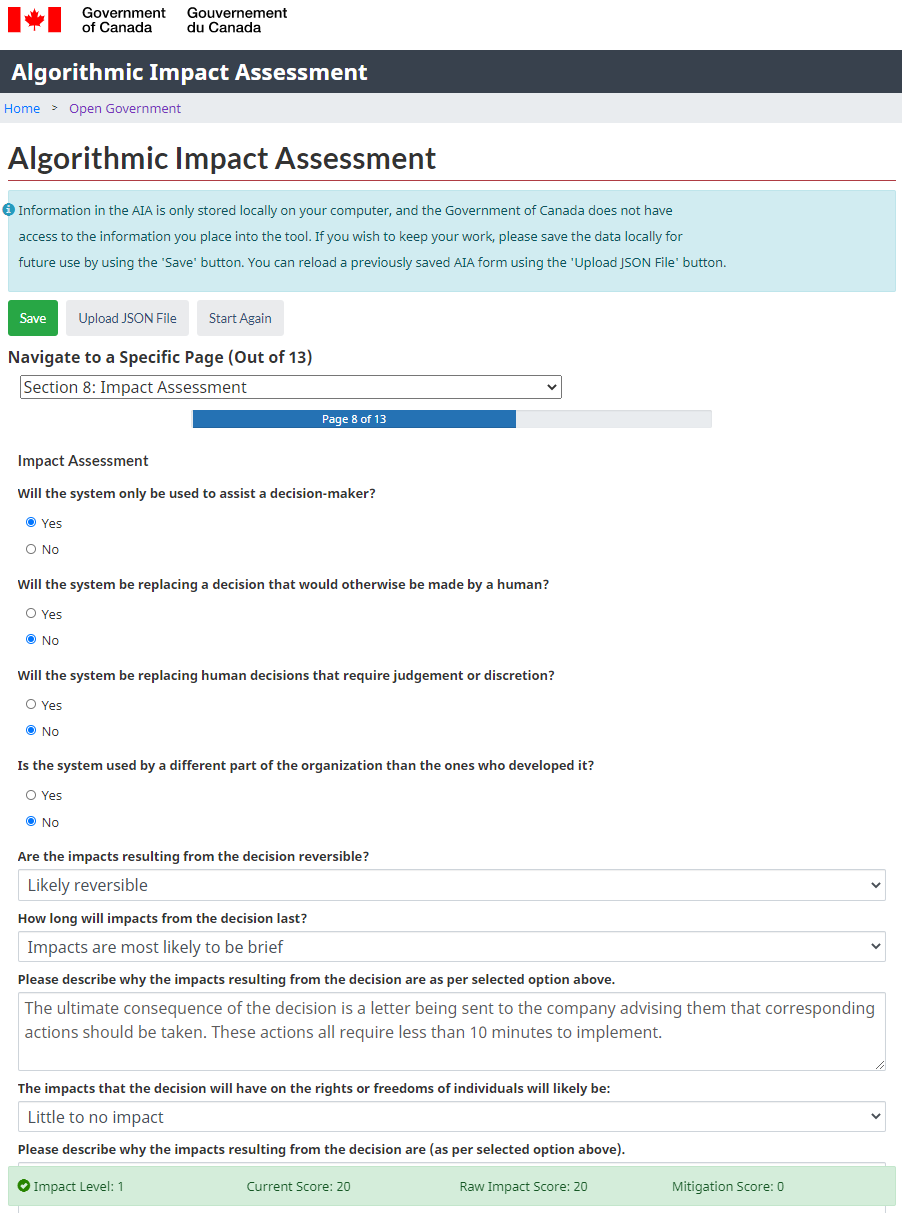 Government of Canada
Gouvernement du Canada
Algorithmic Impact Assessment
Home > Open Government
Algorithmic Impact Assessment
Information in the AIA is only stored locally on your computer, and the Government of Canada does not have
access to the information you place into the tool. If you wish to keep your work, please save the data locally for
future use by using the 'Save' button. You can reload a previously saved AIA form using the 'Upload JSON File' button.
Save Upload JSON File Start Again
Navigate to a Specific Page (Out of 13)
Section 8: Impact Assessment
Page 8 of 13
Impact Assessment
Will the system only be used to assist a decision-maker?
Yes
No
Will the system be replacing a decision that would otherwise be made by a human?
Yes
No
Will the system be replacing human decisions that require judgement or discretion?
Yes
No
Is the system used by a different part of the organization than the ones who developed it?
Yes
No
Are the impacts resulting from the decision reversible?
Likely reversible
How long will impacts from the decision last?
Impacts are most likely to be brief
Please describe why the impacts resulting from the decision are as per selected option above.
The ultimate consequence of the decision is a letter being sent to the company advising them that corresponding
actions should be taken. These actions all require less than 10 minutes to implement.
The impacts that the decision will have on the rights or freedoms of individuals will likely be:
Little to no impact
Please describe why the impacts resulting from the decision are (as per selected option above).
Impact Level: 1 Current Score: 20 Raw Impact Score: 20 Mitigation Score: 0